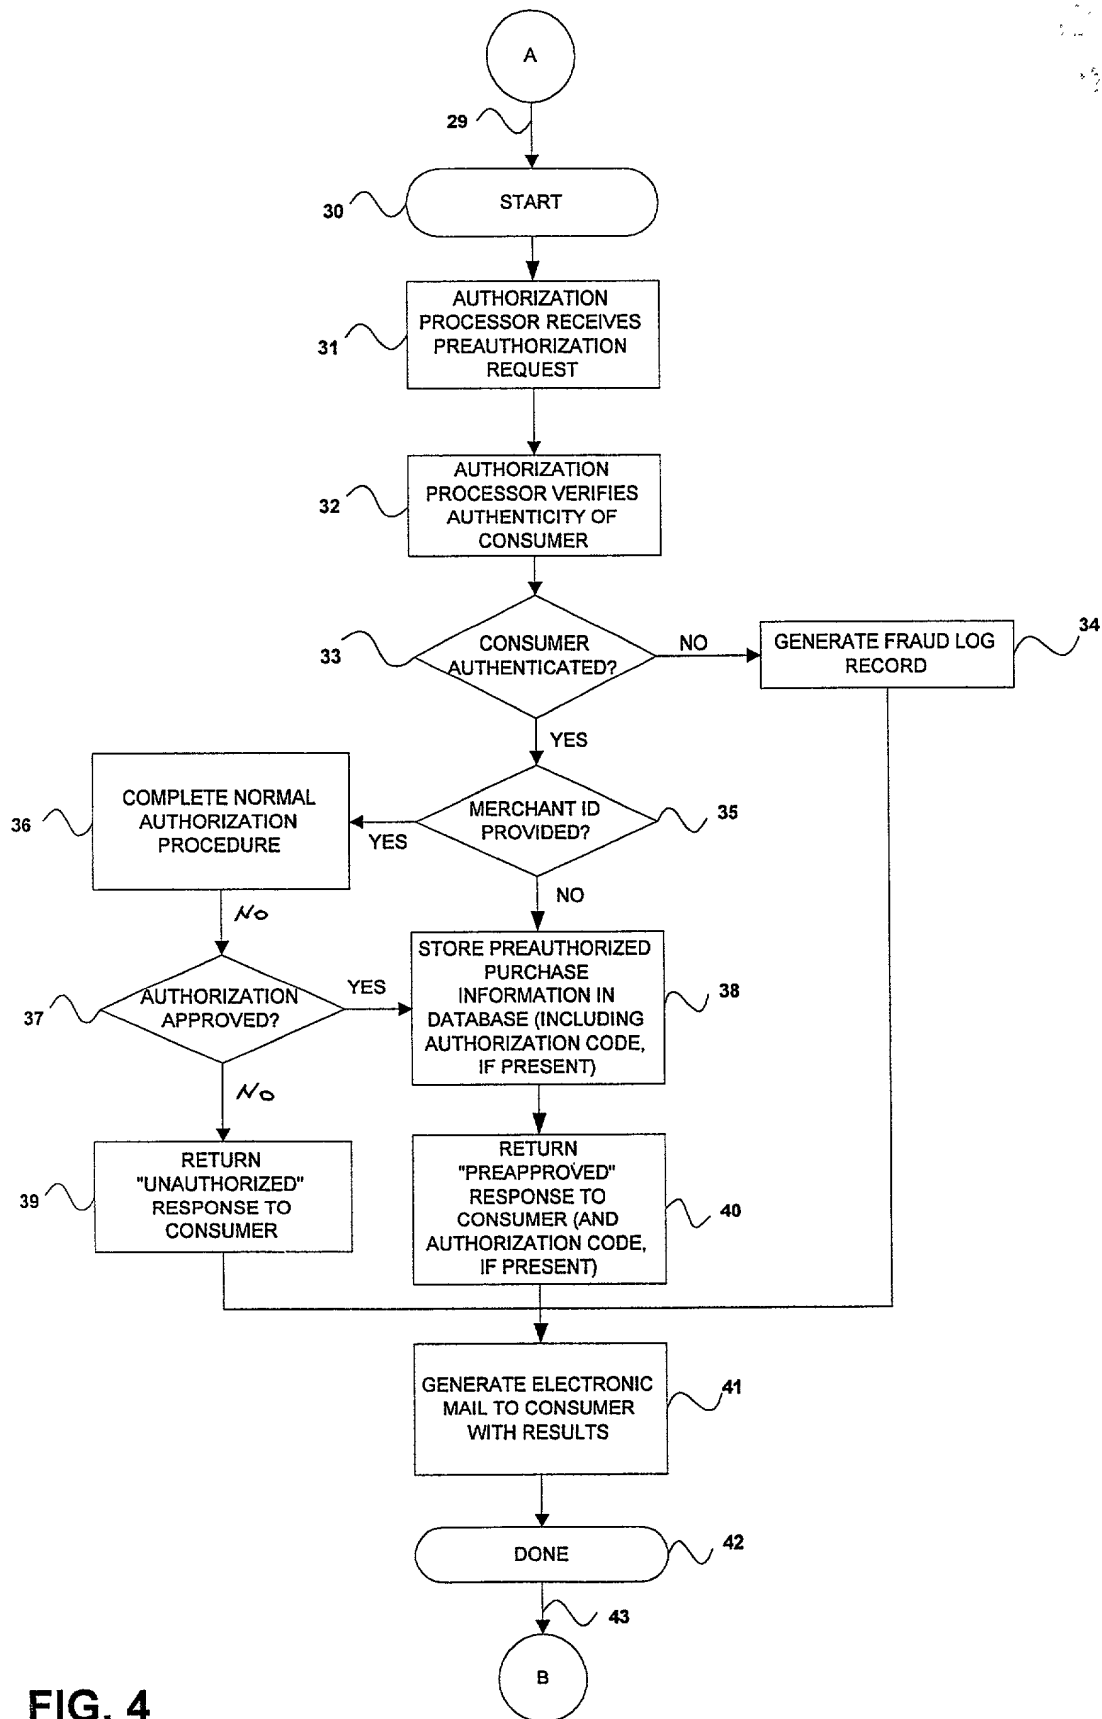 A
29
START
30
AUTHORIZATION
PROCESSOR RECEIVES
PREAUTHORIZATION
REQUEST
31
AUTHORIZATION
PROCESSOR VERIFIES
AUTHENTICITY OF
CONSUMER
32
CONSUMER
AUTHENTICATED?
33
NO
GENERATE FRAUD LOG
RECORD
34
YES
MERCHANT ID
PROVIDED?
35
YES
COMPLETE NORMAL
AUTHORIZATION
PROCEDURE
36
NO
No
STORE PREAUTHORIZED
PURCHASE
INFORMATION IN
DATABASE (INCLUDING
AUTHORIZATION CODE,
IF PRESENT)
38
AUTHORIZATION
APPROVED?
37
YES
No
RETURN
"UNAUTHORIZED"
RESPONSE TO
CONSUMER
39
RETURN
"PREAPPROVED"
RESPONSE TO
CONSUMER (AND
AUTHORIZATION CODE,
IF PRESENT)
40
GENERATE ELECTRONIC
MAIL TO CONSUMER
WITH RESULTS
41
DONE
42
43
B
FIG. 4